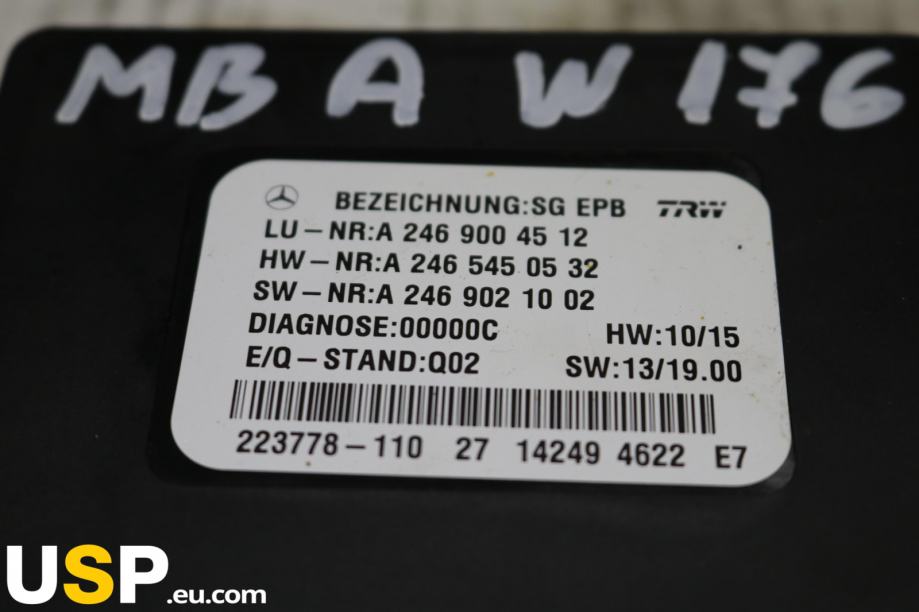 MB A W176
BEZEICHNUNG:SG EPB TRW
LU-NR:A 246 900 45 12
HW-NR:A 246 545 05 32
SW-NR:A 246 902 10 02
DIAGNOSE:00000C HW:10/15
E/Q-STAND:Q02 SW:13/19.00
223778-110 27 14249 4622 E7
USP.eu.com